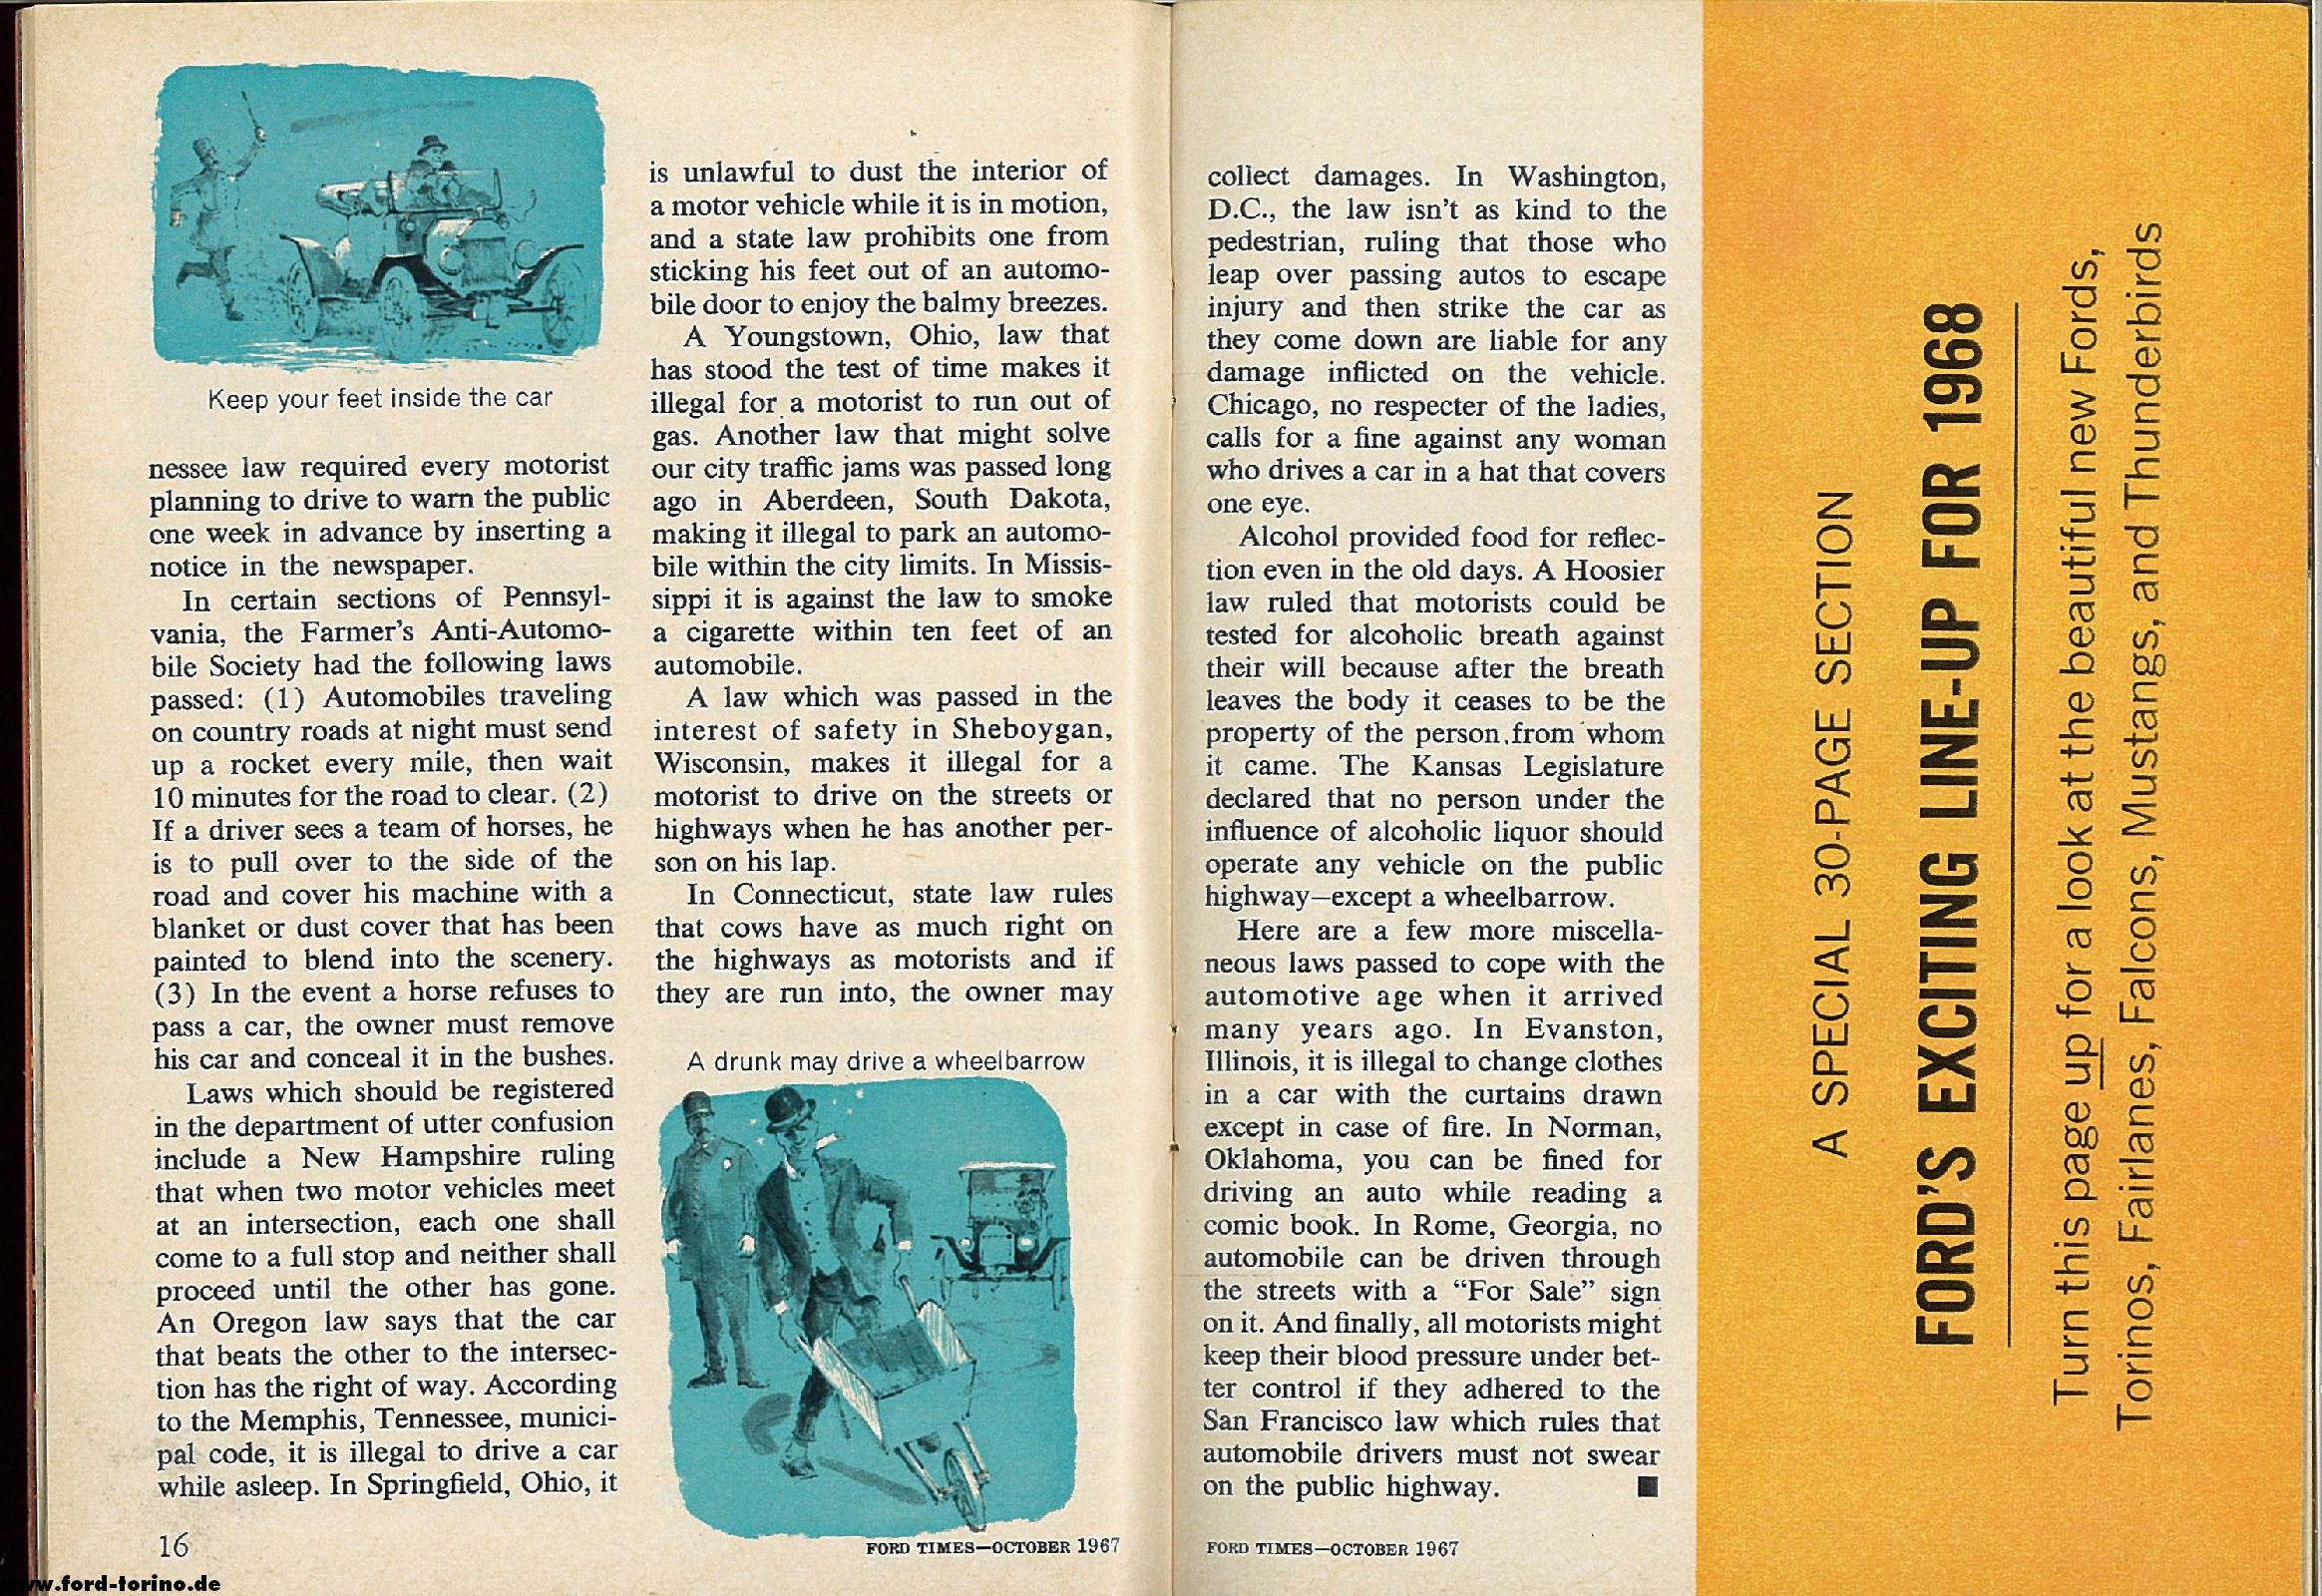 Keep your feet inside the car
nessee law required every motorist
planning to drive to warn the public
one week in advance by inserting a
notice in the newspaper.
In certain sections of Pennsyl-
vania, the Farmer's Anti-Automo-
bile Society had the following laws
passed: (1) Automobiles traveling
on country roads at night must send
up a rocket every mile, then wait
10 minutes for the road to clear. (2)
If a driver sees a team of horses, he
is to pull over to the side of the
road and cover his machine with a
blanket or dust cover that has been
painted to blend into the scenery.
(3) In the event a horse refuses to
pass a car, the owner must remove
his car and conceal it in the bushes.
Laws which should be registered
in the department of utter confusion
include a New Hampshire ruling
that when two motor vehicles meet
at an intersection, each one shall
come to a full stop and neither shall
proceed until the other has gone.
An Oregon law says that the car
that beats the other to the intersec-
tion has the right of way. According
to the Memphis, Tennessee, munici-
pal code, it is illegal to drive a car
while asleep. In Springfield, Ohio, it
16
is unlawful to dust the interior of
a motor vehicle while it is in motion,
and a state law prohibits one from
sticking his feet out of an automo-
bile door to enjoy the balmy breezes.
A Youngstown, Ohio, law that
has stood the test of time makes it
illegal for a motorist to run out of
gas. Another law that might solve
our city traffic jams was passed long
ago in Aberdeen, South Dakota,
making it illegal to park an automo-
bile within the city limits. In Missis-
sippi it is against the law to smoke
a cigarette within ten feet of an
automobile.
A law which was passed in the
interest of safety in Sheboygan,
Wisconsin, makes it illegal for a
motorist to drive on the streets or
highways when he has another per-
son on his lap.
In Connecticut, state law rules
that cows have as much right on
the highways as motorists and if
they are run into, the owner may
A drunk may drive a wheelbarrow
FORD TIMES—OCTOBER 1967
collect damages. In Washington,
D.C., the law isn't as kind to the
pedestrian, ruling that those who
leap over passing autos to escape
injury and then strike the car as
they come down are liable for any
damage inflicted on the vehicle.
Chicago, no respecter of the ladies,
calls for a fine against any woman
who drives a car in a hat that covers
one eye.
Alcohol provided food for reflec-
tion even in the old days. A Hoosier
law ruled that motorists could be
tested for alcoholic breath against
their will because after the breath
leaves the body it ceases to be the
property of the person from whom
it came. The Kansas Legislature
declared that no person under the
influence of alcoholic liquor should
operate any vehicle on the public
highway—except a wheelbarrow.
Here are a few more miscella-
neous laws passed to cope with the
automotive age when it arrived
many years ago. In Evanston,
Illinois, it is illegal to change clothes
in a car with the curtains drawn
except in case of fire. In Norman,
Oklahoma, you can be fined for
driving an auto while reading a
comic book. In Rome, Georgia, no
automobile can be driven through
the streets with a "For Sale" sign
on it. And finally, all motorists might
keep their blood pressure under bet-
ter control if they adhered to the
San Francisco law which rules that
automobile drivers must not swear
on the public highway. ■
FORD TIMES—OCTOBER 1967
A SPECIAL 30-PAGE SECTION
FORD'S EXCITING LINE-UP FOR 1968
Turn this page up for a look at the beautiful new Fords,
Torinos, Fairlanes, Falcons, Mustangs, and Thunderbirds
www.ford-torino.de